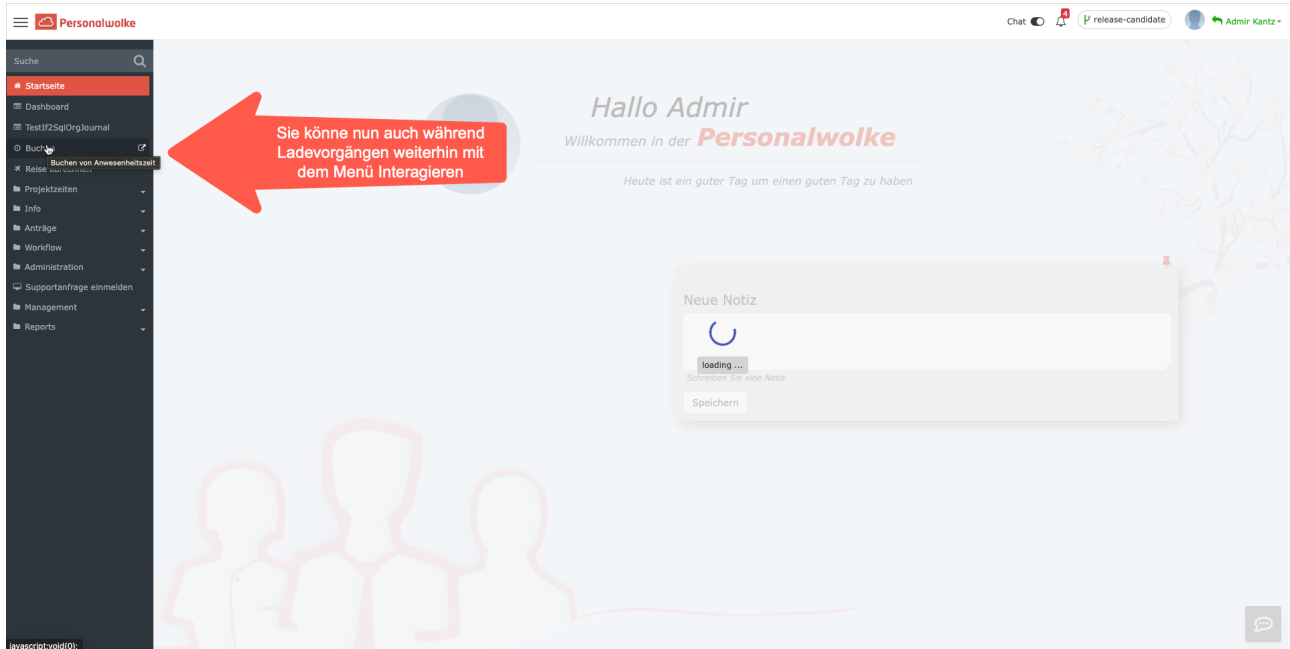 Personalwolke
Chat
4
release-candidate
Admir Kantz
Suche
Startseite
Dashboard
TestIf2SqlOrgJournal
Buch
Buchen von Anwesenheitszeit
Reise
Projektzeiten
Info
Anträge
Workflow
Administration
Supportanfrage einmelden
Management
Reports
Sie könne nun auch während
Ladevorgängen weiterhin mit
dem Menü Interagieren
Hallo Admir
Willkommen in der Personalwolke
Heute ist ein guter Tag um einen guten Tag zu haben
Neue Notiz
loading ...
Schreiben Sie eine Notiz
Speichern
javascript:void(0);